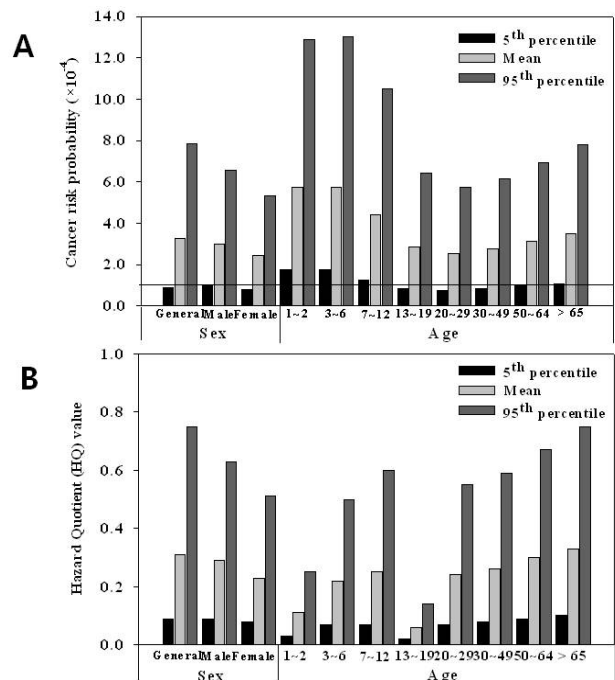 A
Cancer risk probability (×10⁻⁴)
14.0
12.0
10.0
8.0
6.0
4.0
2.0
0.0
5th percentile
Mean
95th percentile
General Male Female 1~2 3~6 7~12 13~19 20~29 30~49 50~64 > 65
Sex Age
B
Hazard Quotient (HQ) value
1.0
0.8
0.6
0.4
0.2
0.0
5th percentile
Mean
95th percentile
General Male Female 1~2 3~6 7~12 13~19 20~29 30~49 50~64 > 65
Sex Age